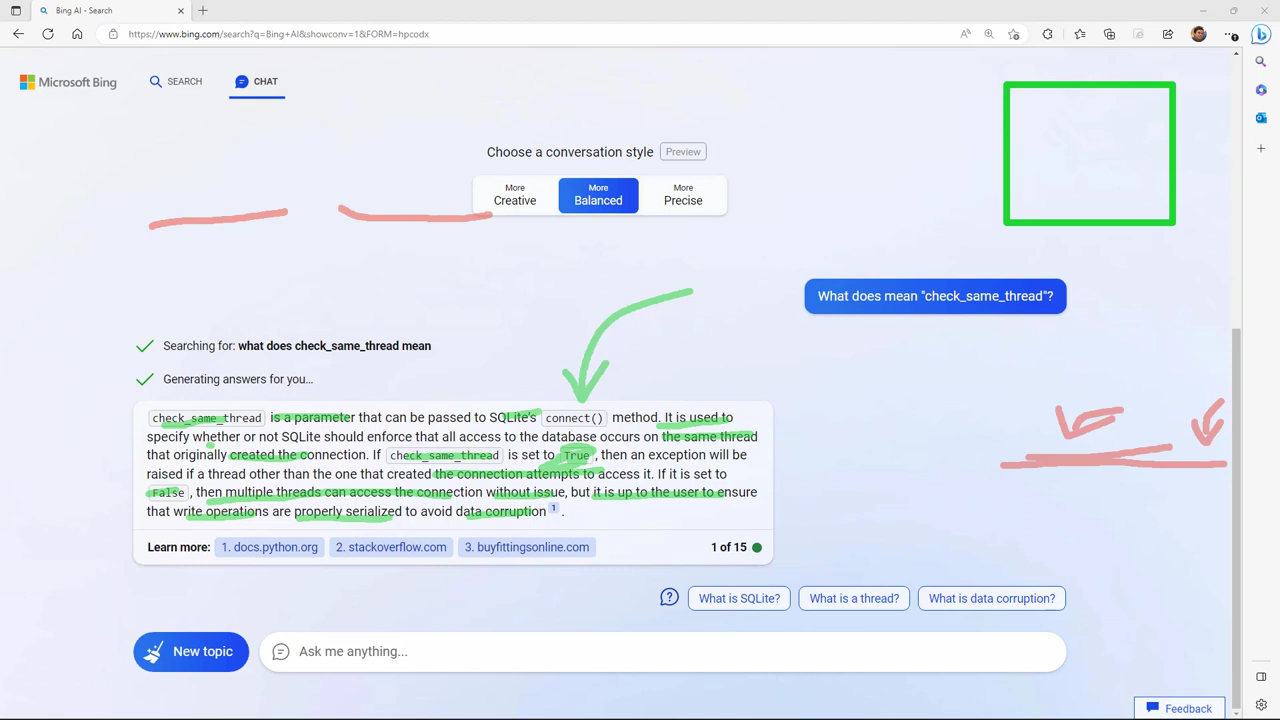 Bing AI - Search
https://www.bing.com/search?q=Bing+AI&showconv=1&FORM=hpcodx
Microsoft Bing
SEARCH
CHAT
Choose a conversation style Preview
More Creative
More Balanced
More Precise
What does mean "check_same_thread"?
Searching for: what does check_same_thread mean
Generating answers for you...
check_same_thread is a parameter that can be passed to SQLite's connect() method. It is used to
specify whether or not SQLite should enforce that all access to the database occurs on the same thread
that originally created the connection. If check_same_thread is set to True, then an exception will be
raised if a thread other than the one that created the connection attempts to access it. If it is set to
False, then multiple threads can access the connection without issue, but it is up to the user to ensure
that write operations are properly serialized to avoid data corruption 1 .
Learn more: 1. docs.python.org 2. stackoverflow.com 3. buyfittingsonline.com 1 of 15
What is SQLite? What is a thread? What is data corruption?
New topic
Ask me anything...
Feedback